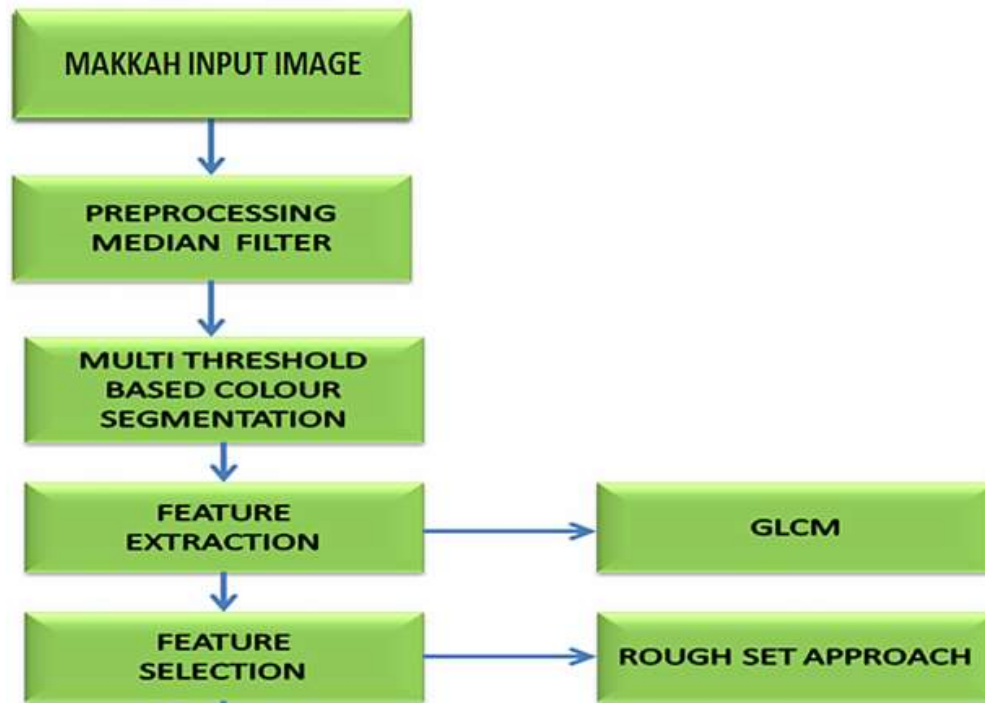 MAKKAH INPUT IMAGE
PREPROCESSING
MEDIAN FILTER
MULTI THRESHOLD
BASED COLOUR
SEGMENTATION
FEATURE
EXTRACTION
GLCM
FEATURE
SELECTION
ROUGH SET APPROACH